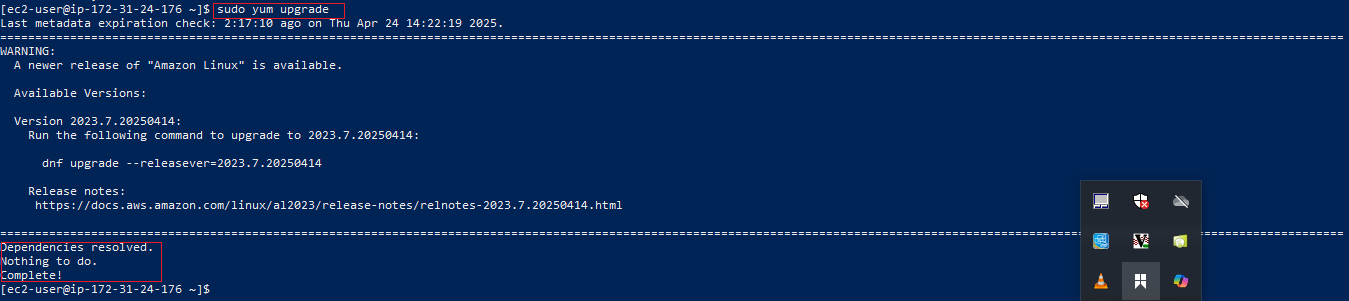 [ec2-user@ip-172-31-24-176 ~]$ sudo yum upgrade
Last metadata expiration check: 2:17:10 ago on Thu Apr 24 14:22:19 2025.
================================================================================================================================================================================================
WARNING:
  A newer release of "Amazon Linux" is available.

  Available Versions:

  Version 2023.7.20250414:
    Run the following command to upgrade to 2023.7.20250414:

      dnf upgrade --releasever=2023.7.20250414

    Release notes:
     https://docs.aws.amazon.com/linux/al2023/release-notes/relnotes-2023.7.20250414.html

================================================================================================================================================================================================
Dependencies resolved.
Nothing to do.
Complete!
[ec2-user@ip-172-31-24-176 ~]$